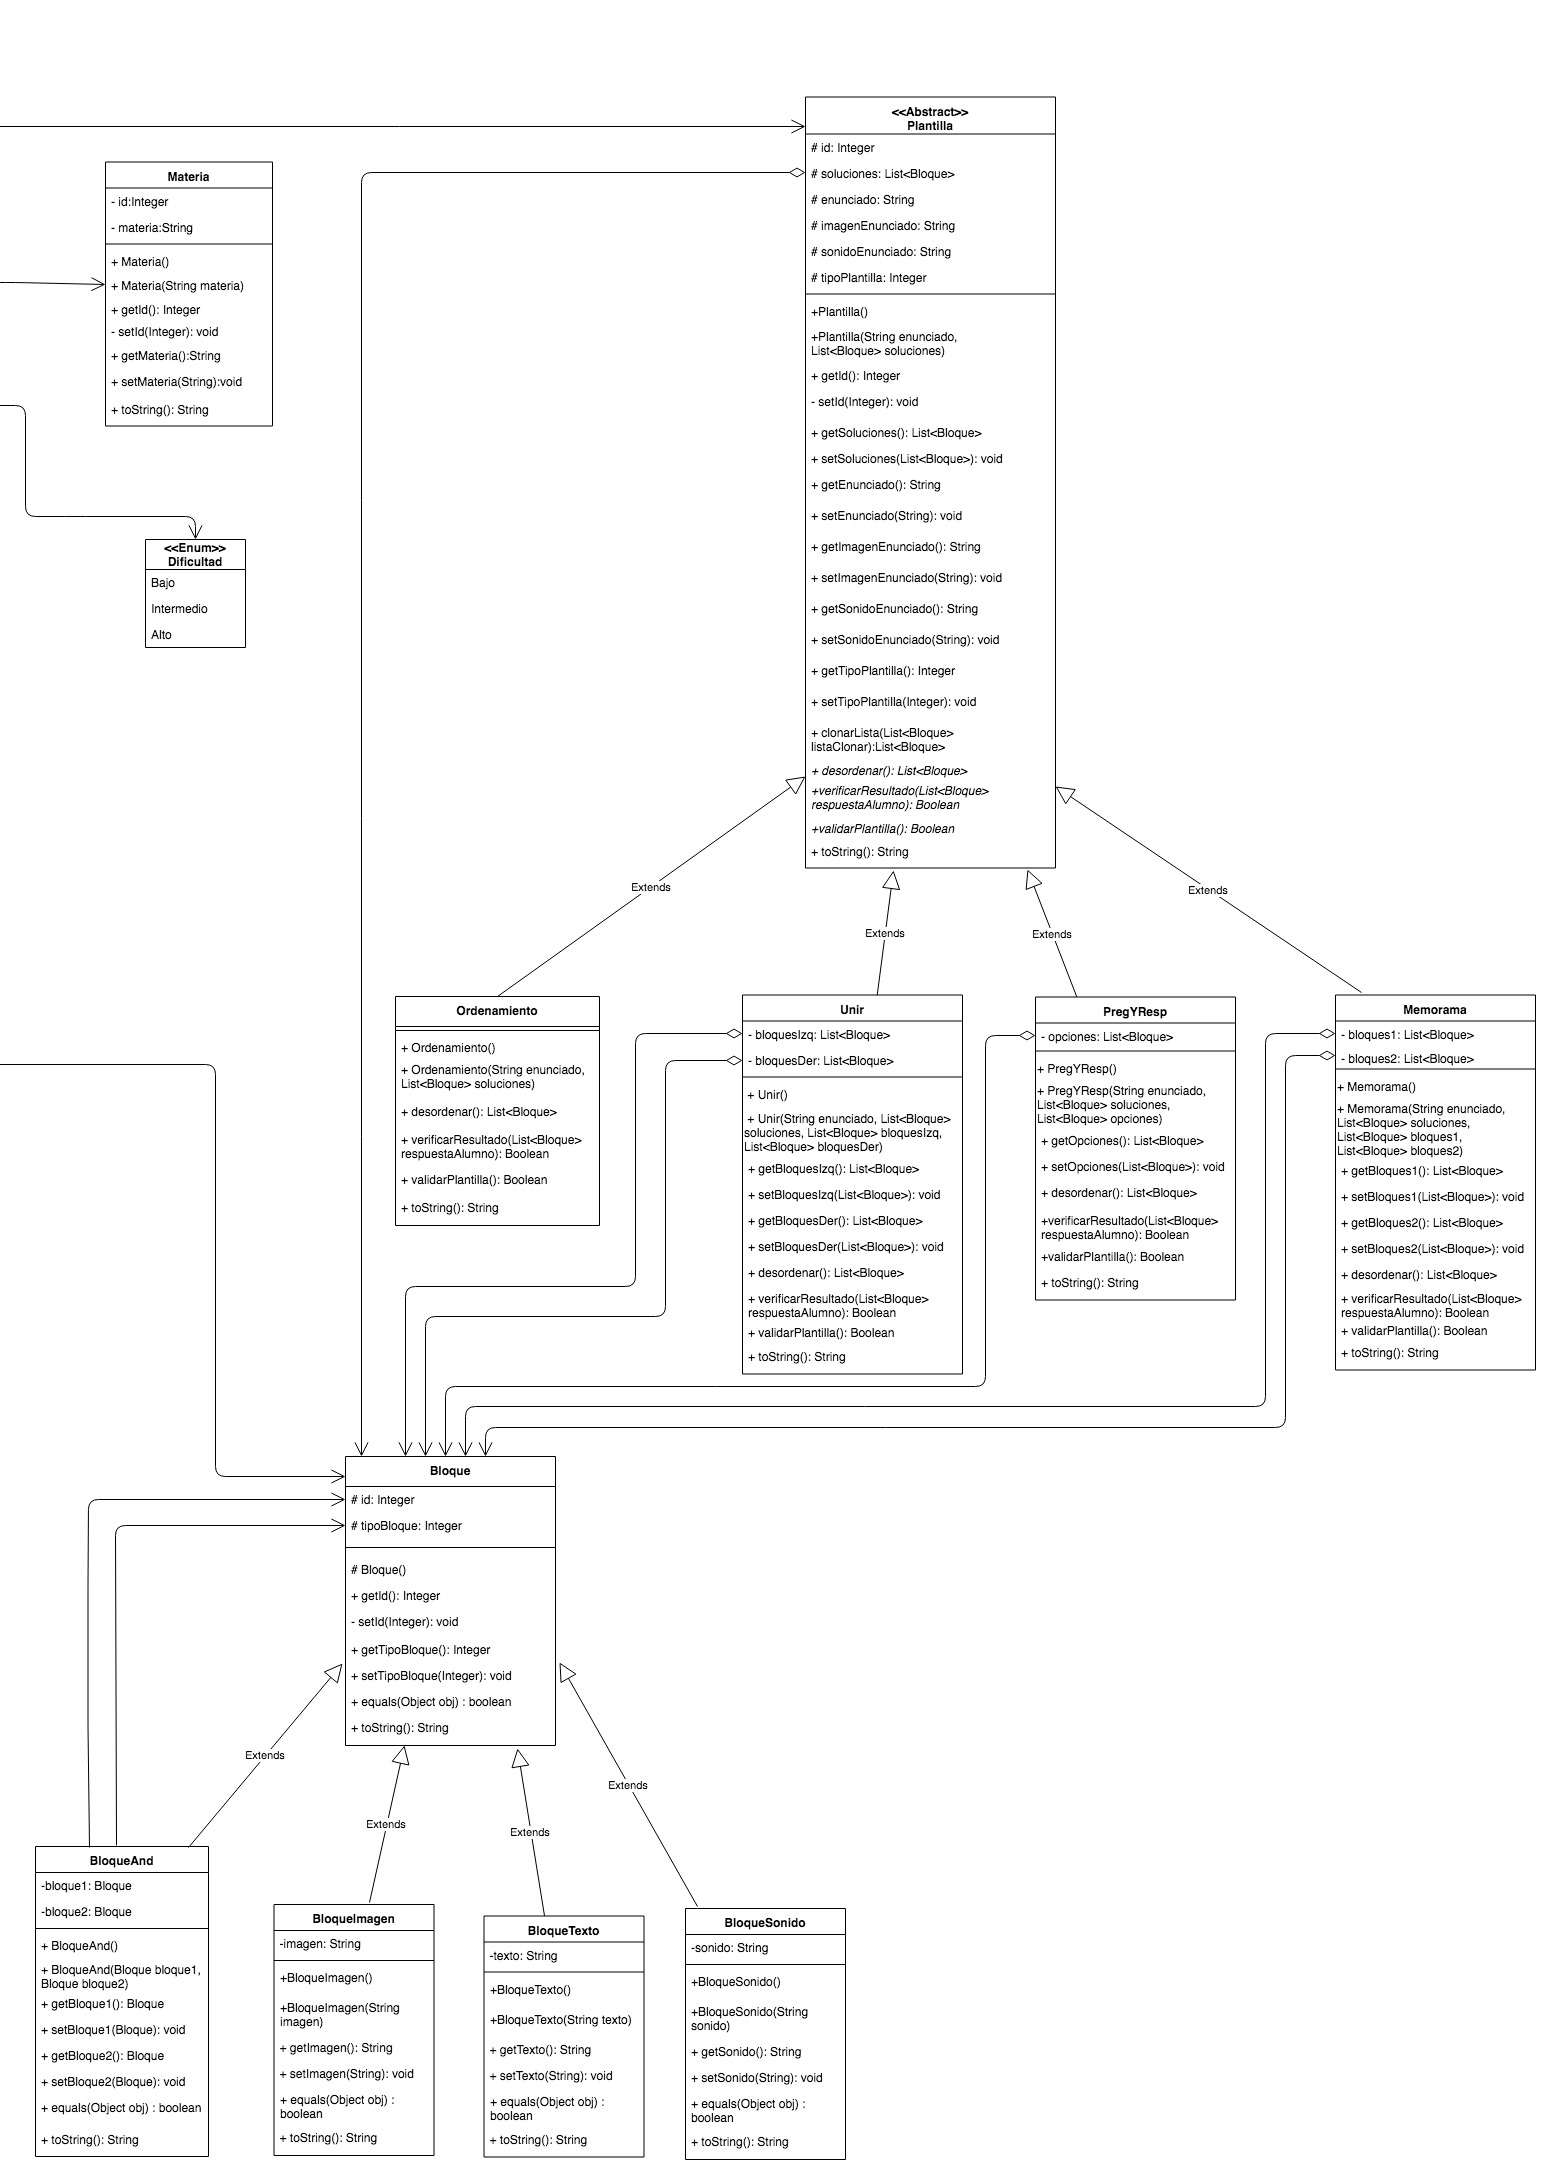 <<Abstract>>
Plantilla
# id: Integer
# soluciones: List<Bloque>
# enunciado: String
# imagenEnunciado: String
# sonidoEnunciado: String
# tipoPlantilla: Integer
+Plantilla()
+Plantilla(String enunciado,
List<Bloque> soluciones)
+ getId(): Integer
- setId(Integer): void
+ getSoluciones(): List<Bloque>
+ setSoluciones(List<Bloque>): void
+ getEnunciado(): String
+ setEnunciado(String): void
+ getImagenEnunciado(): String
+ setImagenEnunciado(String): void
+ getSonidoEnunciado(): String
+ setSonidoEnunciado(String): void
+ getTipoPlantilla(): Integer
+ setTipoPlantilla(Integer): void
+ clonarLista(List<Bloque>
listaClonar):List<Bloque>
+ desordenar(): List<Bloque>
+verificarResultado(List<Bloque>
respuestaAlumno): Boolean
+validarPlantilla(): Boolean
+ toString(): String
Materia
- id:Integer
- materia:String
+ Materia()
+ Materia(String materia)
+ getId(): Integer
- setId(Integer): void
+ getMateria():String
+ setMateria(String):void
+ toString(): String
<<Enum>>
Dificultad
Bajo
Intermedio
Alto
Extends
Extends
Extends
Extends
Ordenamiento
+ Ordenamiento()
+ Ordenamiento(String enunciado,
List<Bloque> soluciones)
+ desordenar(): List<Bloque>
+ verificarResultado(List<Bloque>
respuestaAlumno): Boolean
+ validarPlantilla(): Boolean
+ toString(): String
Unir
- bloquesIzq: List<Bloque>
- bloquesDer: List<Bloque>
+ Unir()
+ Unir(String enunciado, List<Bloque>
soluciones, List<Bloque> bloquesIzq,
List<Bloque> bloquesDer)
+ getBloquesIzq(): List<Bloque>
+ setBloquesIzq(List<Bloque>): void
+ getBloquesDer(): List<Bloque>
+ setBloquesDer(List<Bloque>): void
+ desordenar(): List<Bloque>
+ verificarResultado(List<Bloque>
respuestaAlumno): Boolean
+ validarPlantilla(): Boolean
+ toString(): String
PregYResp
- opciones: List<Bloque>
+ PregYResp()
+ PregYResp(String enunciado,
List<Bloque> soluciones,
List<Bloque> opciones)
+ getOpciones(): List<Bloque>
+ setOpciones(List<Bloque>): void
+ desordenar(): List<Bloque>
+verificarResultado(List<Bloque>
respuestaAlumno): Boolean
+validarPlantilla(): Boolean
+ toString(): String
Memorama
- bloques1: List<Bloque>
- bloques2: List<Bloque>
+ Memorama()
+ Memorama(String enunciado,
List<Bloque> soluciones,
List<Bloque> bloques1,
List<Bloque> bloques2)
+ getBloques1(): List<Bloque>
+ setBloques1(List<Bloque>): void
+ getBloques2(): List<Bloque>
+ setBloques2(List<Bloque>): void
+ desordenar(): List<Bloque>
+ verificarResultado(List<Bloque>
respuestaAlumno): Boolean
+ validarPlantilla(): Boolean
+ toString(): String
Bloque
# id: Integer
# tipoBloque: Integer
# Bloque()
+ getId(): Integer
- setId(Integer): void
+ getTipoBloque(): Integer
+ setTipoBloque(Integer): void
+ equals(Object obj) : boolean
+ toString(): String
Extends
Extends
Extends
Extends
BloqueAnd
-bloque1: Bloque
-bloque2: Bloque
+ BloqueAnd()
+ BloqueAnd(Bloque bloque1,
Bloque bloque2)
+ getBloque1(): Bloque
+ setBloque1(Bloque): void
+ getBloque2(): Bloque
+ setBloque2(Bloque): void
+ equals(Object obj) : boolean
+ toString(): String
BloqueImagen
-imagen: String
+BloqueImagen()
+BloqueImagen(String
imagen)
+ getImagen(): String
+ setImagen(String): void
+ equals(Object obj) :
boolean
+ toString(): String
BloqueTexto
-texto: String
+BloqueTexto()
+BloqueTexto(String texto)
+ getTexto(): String
+ setTexto(String): void
+ equals(Object obj) :
boolean
+ toString(): String
BloqueSonido
-sonido: String
+BloqueSonido()
+BloqueSonido(String
sonido)
+ getSonido(): String
+ setSonido(String): void
+ equals(Object obj) :
boolean
+ toString(): String